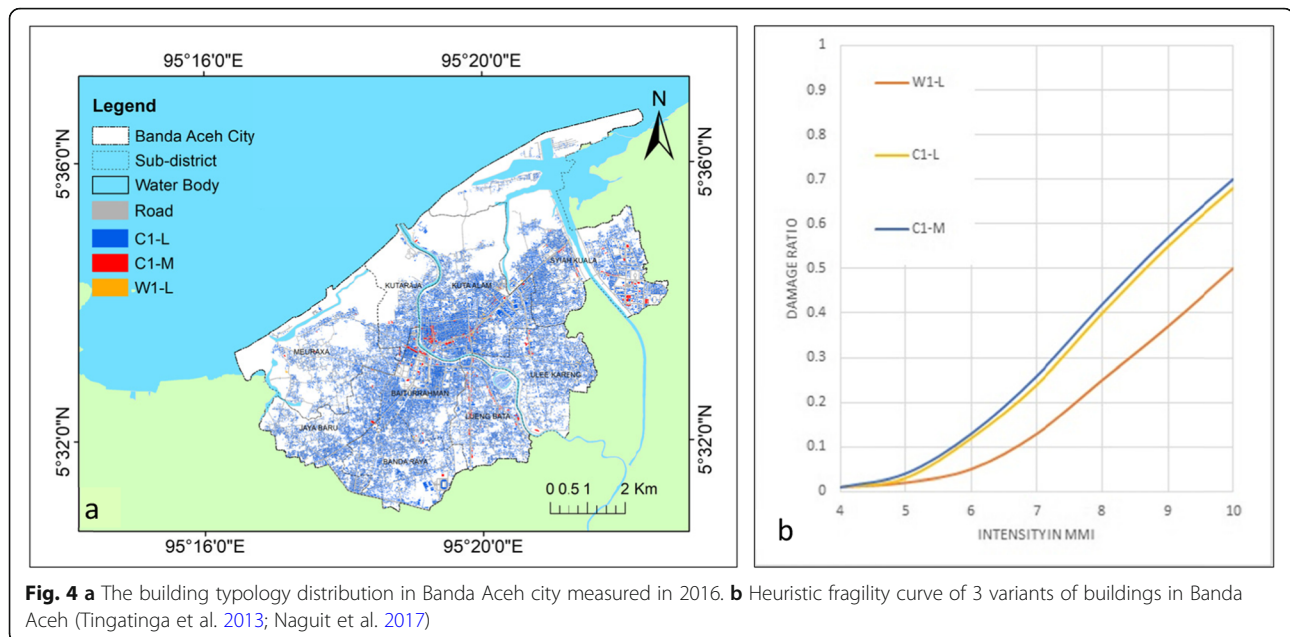 95°16'0"E 95°20'0"E
Legend
Banda Aceh City
Sub-district
Water Body
Road
C1-L
C1-M
W1-L
N
5°36'0"N 5°36'0"N
SYIAH KUALA
KUTARAJA KUTA ALAM
MEURAXA
ULEE KARENG
BAITURRAHMAN
LUENG BATA
JAYA BARU
BANDA RAYA
5°32'0"N 5°32'0"N
0 0.5 1 2 Km
a
95°16'0"E 95°20'0"E
1
0.9
0.8
0.7
0.6
0.5
0.4
0.3
0.2
0.1
0
DAMAGE RATIO
W1-L
C1-L
C1-M
4 5 6 7 8 9 10
INTENSITY IN MMI
b
Fig. 4 a The building typology distribution in Banda Aceh city measured in 2016. b Heuristic fragility curve of 3 variants of buildings in Banda
Aceh (Tingatinga et al. 2013; Naguit et al. 2017)